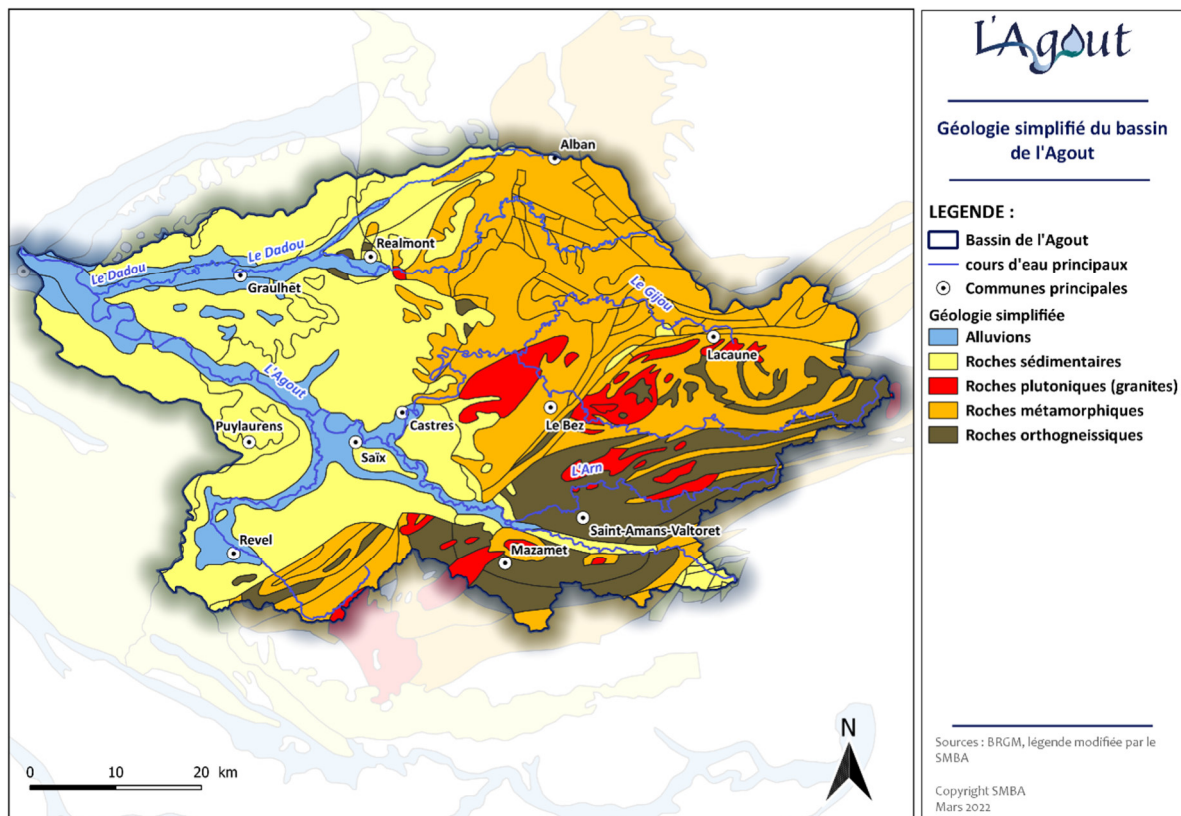 Alban
Realmont
Le Dadou
Le Dadou
Graulhet
Le Gijou
Lacaune
L'Agout
Le Bez
Castres
Puylaurens
Saïx
L'Arn
Saint-Amans-Valtoret
Revel
Mazamet
N
0 10 20 km
L'Agout
Géologie simplifié du bassin
de l'Agout
LEGENDE :
Bassin de l'Agout
cours d'eau principaux
Communes principales
Géologie simplifiée
Alluvions
Roches sédimentaires
Roches plutoniques (granites)
Roches métamorphiques
Roches orthogneissiques
Sources : BRGM, légende modifiée par le
SMBA
Copyright SMBA
Mars 2022